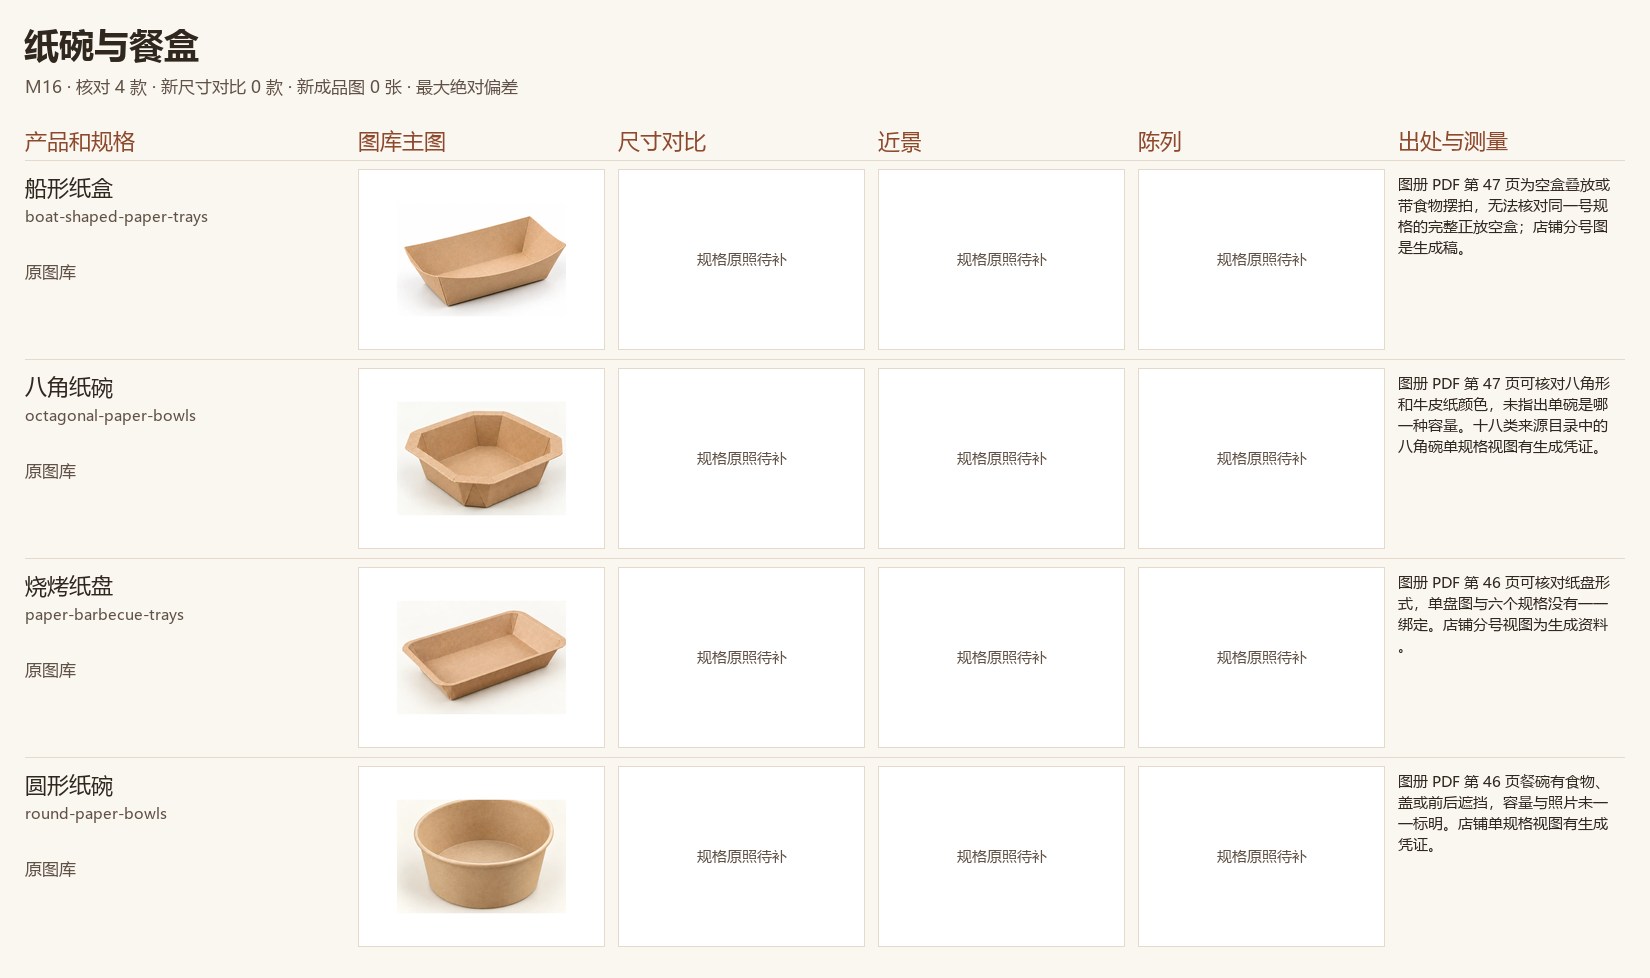 纸碗与餐盒
M16 · 核对 4 款 · 新尺寸对比 0 款 · 新成品图 0 张 · 最大绝对偏差
产品和规格 图库主图 尺寸对比 近景 陈列 出处与测量
船形纸盒
boat-shaped-paper-trays
原图库
规格原照待补 规格原照待补 规格原照待补
图册 PDF 第 47 页为空盒叠放或
带食物摆拍，无法核对同一号规
格的完整正放空盒；店铺分号图
是生成稿。
八角纸碗
octagonal-paper-bowls
原图库
规格原照待补 规格原照待补 规格原照待补
图册 PDF 第 47 页可核对八角形
和牛皮纸颜色，未指出单碗是哪
一种容量。十八类来源目录中的
八角碗单规格视图有生成凭证。
烧烤纸盘
paper-barbecue-trays
原图库
规格原照待补 规格原照待补 规格原照待补
图册 PDF 第 46 页可核对纸盘形
式，单盘图与六个规格没有一一
绑定。店铺分号视图为生成资料
。
圆形纸碗
round-paper-bowls
原图库
规格原照待补 规格原照待补 规格原照待补
图册 PDF 第 46 页餐碗有食物、
盖或前后遮挡，容量与照片未一
一标明。店铺单规格视图有生成
凭证。